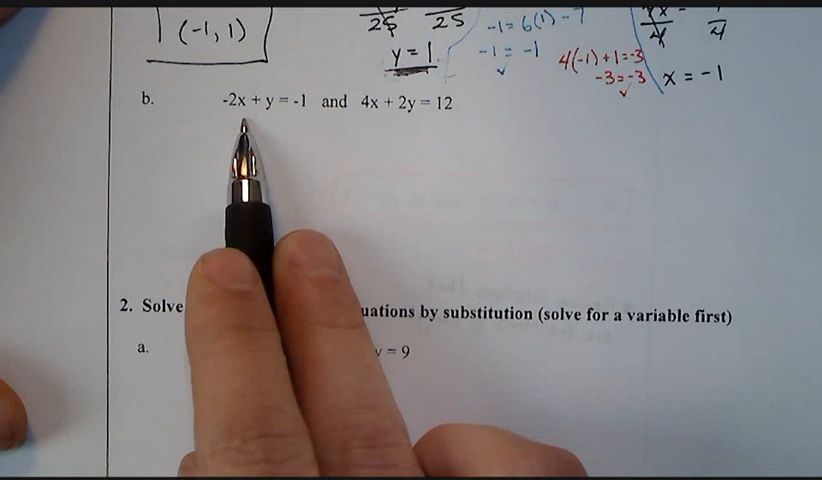 (-1, 1)
25 25
y = 1
-1 = 6(1) - 7
-1 = -1
✓
4(-1) + 1 = -3
-3 = -3
✓
4
x = -1
b. -2x + y = -1 and 4x + 2y = 12
2. Solve uations by substitution (solve for a variable first)
a. = 9